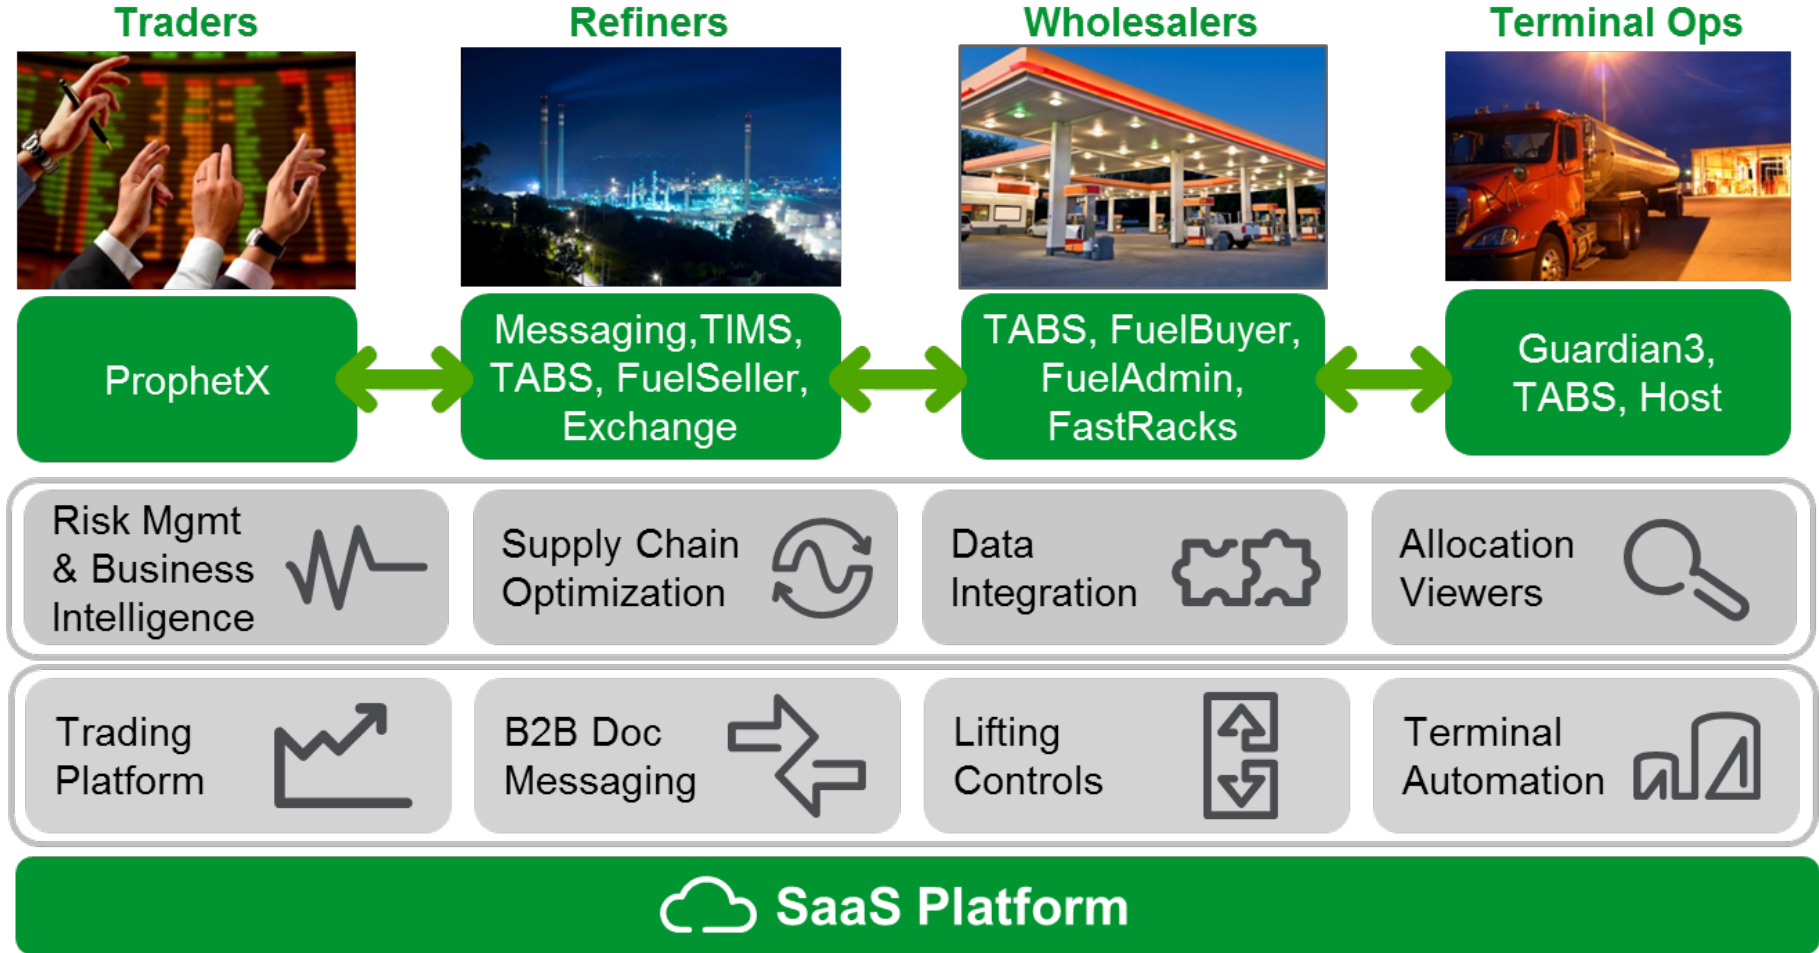 Traders
Refiners
Wholesalers
Terminal Ops
ProphetX
Messaging,TIMS,
TABS, FuelSeller,
Exchange
TABS, FuelBuyer,
FuelAdmin,
FastRacks
Guardian3,
TABS, Host
Risk Mgmt
& Business
Intelligence
Supply Chain
Optimization
Data
Integration
Allocation
Viewers
Trading
Platform
B2B Doc
Messaging
Lifting
Controls
Terminal
Automation
SaaS Platform